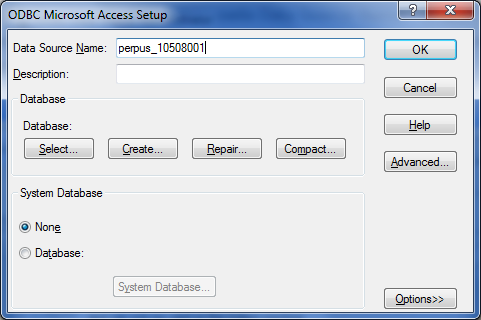 ODBC Microsoft Access Setup
Data Source Name: perpus_10508001
OK
Description:
Cancel
Database
Help
Database:
Select... Create... Repair... Compact...
Advanced...
System Database
None
Database:
System Database...
Options>>